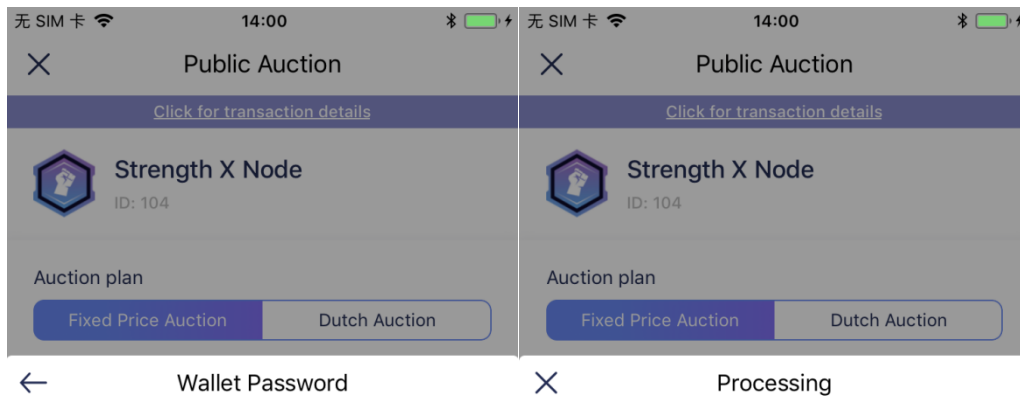 无 SIM 卡 14:00
Public Auction
Click for transaction details
Strength X Node
ID: 104
Auction plan
Fixed Price Auction Dutch Auction
Wallet Password
无 SIM 卡 14:00
Public Auction
Click for transaction details
Strength X Node
ID: 104
Auction plan
Fixed Price Auction Dutch Auction
Processing